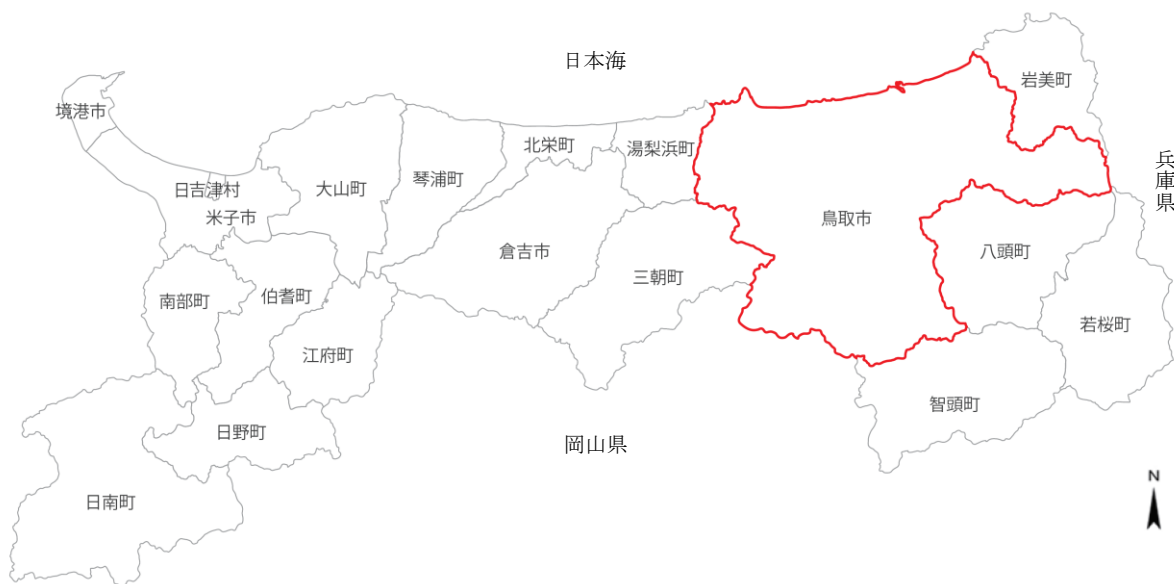 日本海
岩美町
境港市
北栄町
湯梨浜町
兵庫県
琴浦町
大山町
日吉津村
米子市
鳥取市
倉吉市
八頭町
三朝町
南部町
伯耆町
若桜町
江府町
智頭町
日野町
岡山県
日南町
N